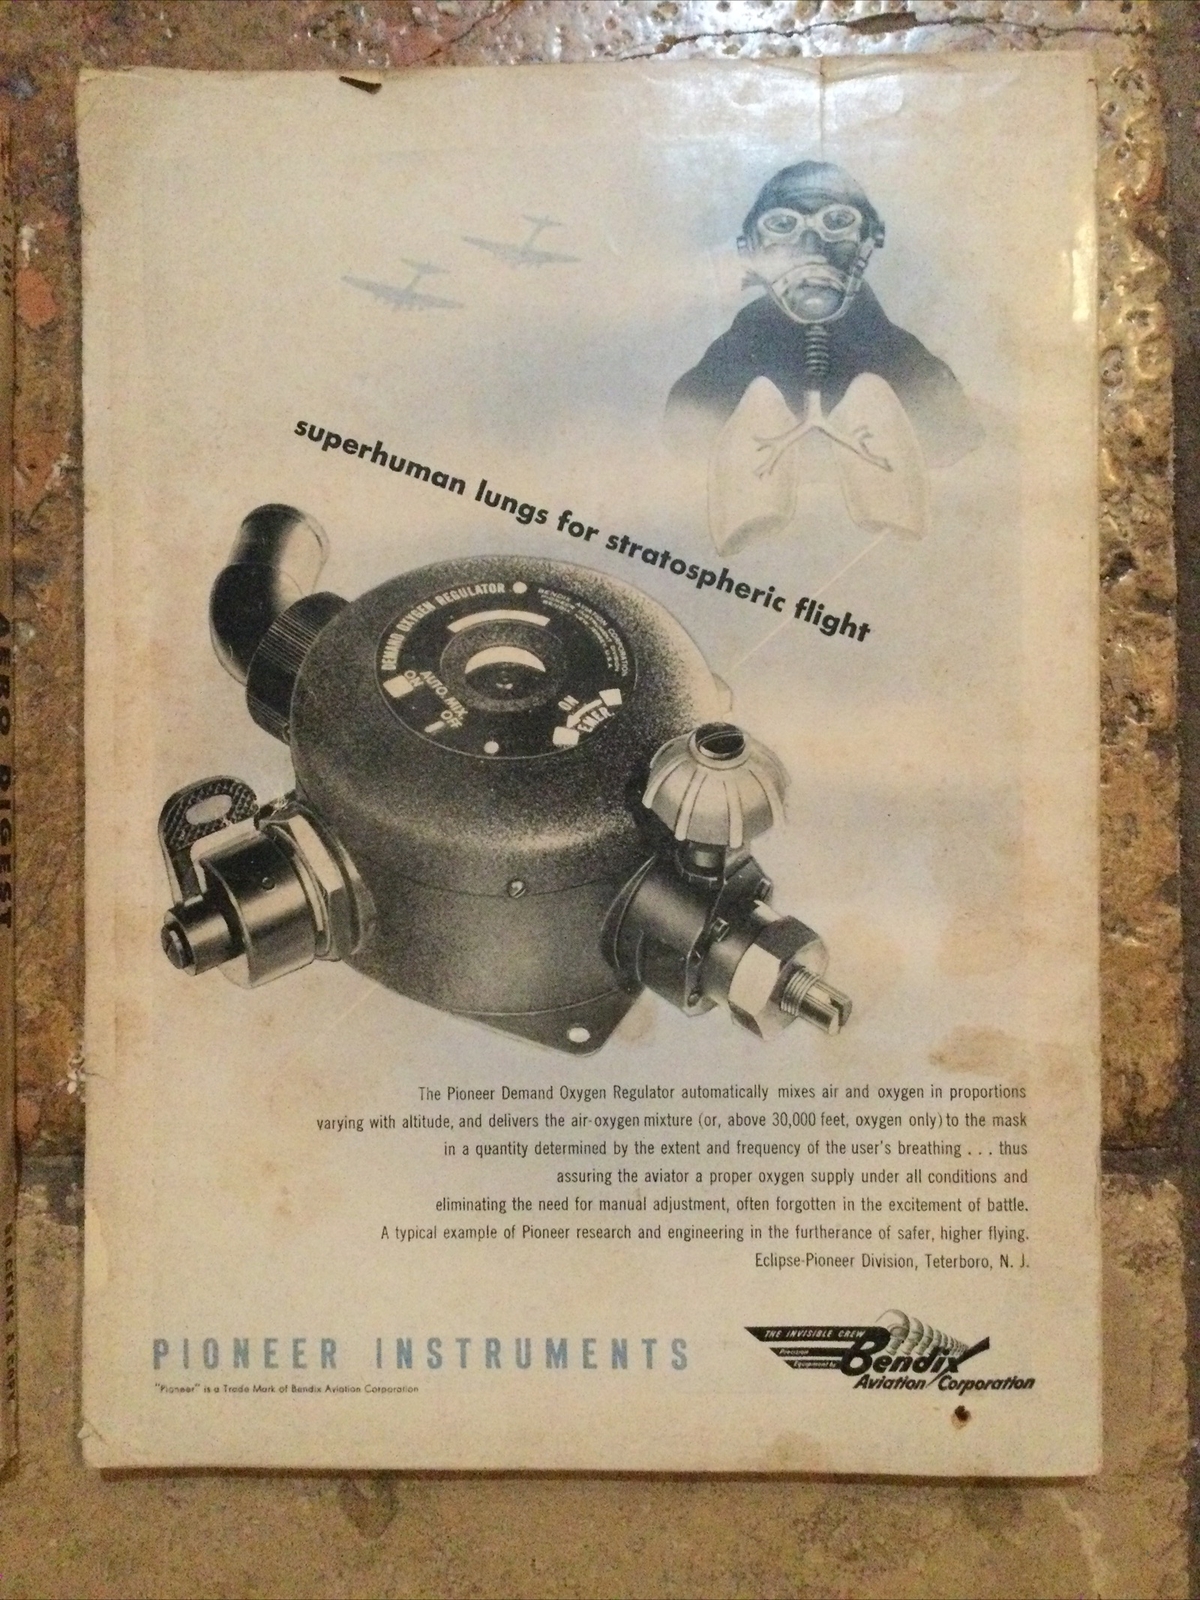 superhuman lungs for stratospheric flight
DEMAND OXYGEN REGULATOR
BENDIX AVIATION CORPORATION
ON
AUTO. MIX.
OFF
ON
EMER.
The Pioneer Demand Oxygen Regulator automatically mixes air and oxygen in proportions
varying with altitude, and delivers the air-oxygen mixture (or, above 30,000 feet, oxygen only) to the mask
in a quantity determined by the extent and frequency of the user's breathing . . . thus
assuring the aviator a proper oxygen supply under all conditions and
eliminating the need for manual adjustment, often forgotten in the excitement of battle.
A typical example of Pioneer research and engineering in the furtherance of safer, higher flying.
Eclipse-Pioneer Division, Teterboro, N. J.
PIONEER INSTRUMENTS
"Pioneer" is a Trade Mark of Bendix Aviation Corporation
THE INVISIBLE CREW
Precision
Equipment by
Bendix
Aviation Corporation
AERO DIGEST